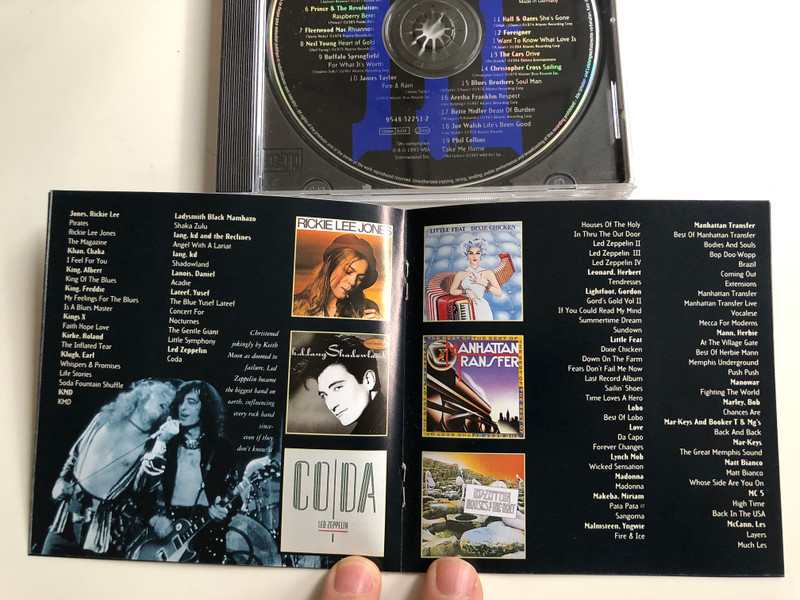 6 Prince & The Revolution
Raspberry Beret
7 Fleetwood Mac Rhiannon
8 Neil Young Heart of Gold
9 Buffalo Springfield
For What It's Worth
10 James Taylor
Fire & Rain
Made in Germany
11 Hall & Oates She's Gone
12 Foreigner
I Want To Know What Love Is
13 The Cars Drive
14 Christopher Cross Sailing
15 Blues Brothers Soul Man
16 Aretha Franklin Respect
17 Bette Midler Beast Of Burden
18 Joe Walsh Life's Been Good
19 Phil Collins
Take Me Home
9548-32251-2
Jones, Rickie Lee
Pirates
Rickie Lee Jones
The Magazine
Khan, Chaka
I Feel For You
King, Albert
King Of The Blues
King, Freddie
My Feelings For The Blues
Is A Blues Master
Kings X
Faith Hope Love
Kirke, Roland
The Inflated Tear
Klugh, Earl
Whispers & Promises
Life Stories
Soda Fountain Shuffle
KMD
KMD
Ladysmith Black Mambazo
Shaka Zulu
lang, kd and the Reclines
Angel With A Lariat
lang, kd
Shadowland
Lanois, Daniel
Acadie
Lateef, Yusef
The Blue Yusef Lateef
Concert For
Nocturnes
The Gentle Giant
Little Symphony
Led Zeppelin
Coda
Christened
jokingly by Keith
Moon as doomed to
failure, Led
Zeppelin became
the biggest band on
earth, influencing
every rock band
since-
even if they
don't know it
RICKIE LEE JONES
k.d.lang Shadowland
CODA
LED ZEPPELIN
LITTLE FEAT DIXIE CHICKEN
THE BEST OF THE BEST OF
MANHATTAN
TRANSFER
LED ZEPPELIN
HOUSES OF THE HOLY
Houses Of The Holy
In Thru The Out Door
Led Zeppelin II
Led Zeppelin III
Led Zeppelin IV
Leonard, Herbert
Tendresses
Lightfoot, Gordon
Gord's Gold Vol II
If You Could Read My Mind
Summertime Dream
Sundown
Little Feat
Dixie Chicken
Down On The Farm
Feats Don't Fail Me Now
Last Record Album
Sailin' Shoes
Time Loves A Hero
Lobo
Best Of Lobo
Love
Da Capo
Forever Changes
Lynch Mob
Wicked Sensation
Madonna
Madonna
Makeba, Miriam
Pata Pata
Sangoma
Malmsteen, Yngwie
Fire & Ice
Manhattan Transfer
Best Of Manhattan Transfer
Bodies And Souls
Bop Doo-Wopp
Brazil
Coming Out
Extensions
Manhattan Transfer
Manhattan Transfer Live
Vocalese
Mecca For Moderns
Mann, Herbie
At The Village Gate
Best Of Herbie Mann
Memphis Underground
Push Push
Manowar
Fighting The World
Marley, Bob
Chances Are
Mar-Keys And Booker T & Mg's
Back And Back
Mar-Keys
The Great Memphis Sound
Matt Bianco
Matt Bianco
Whose Side Are You On
MC 5
High Time
Back In The USA
McCann, Les
Layers
Much Les